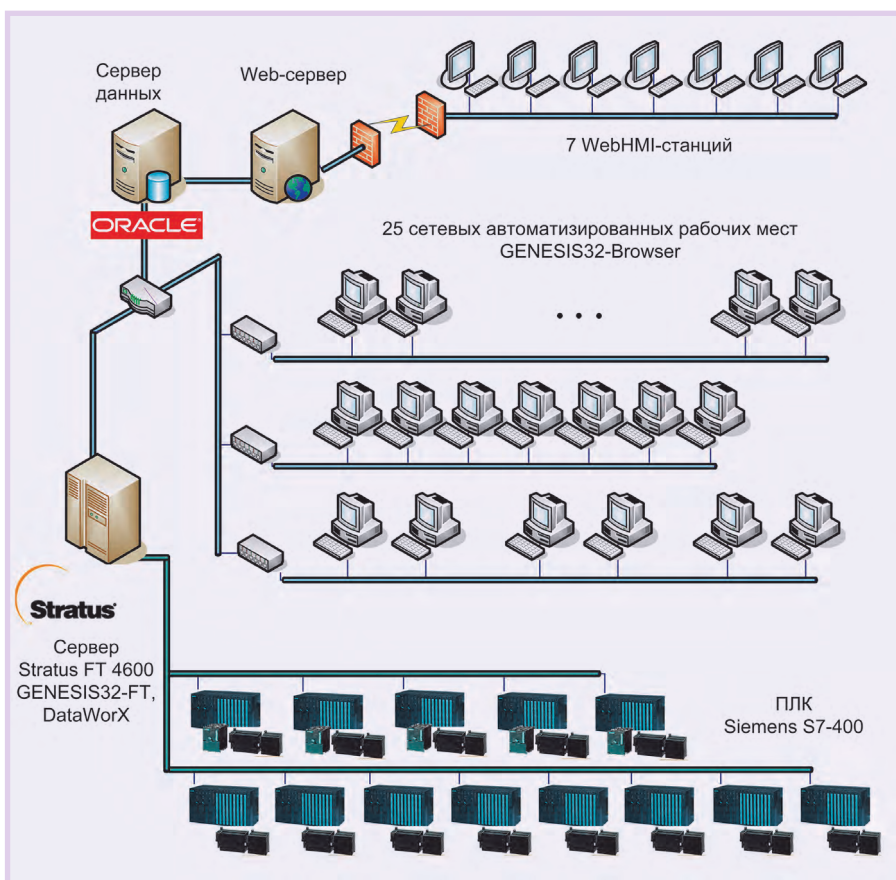 Сервер
данных
Web-сервер
7 WebHMI-станций
ORACLE®
25 сетевых автоматизированных рабочих мест
GENESIS32-Browser
. . .
Stratus
Сервер
Stratus FT 4600
GENESIS32-FT,
DataWorX
ПЛК
Siemens S7-400